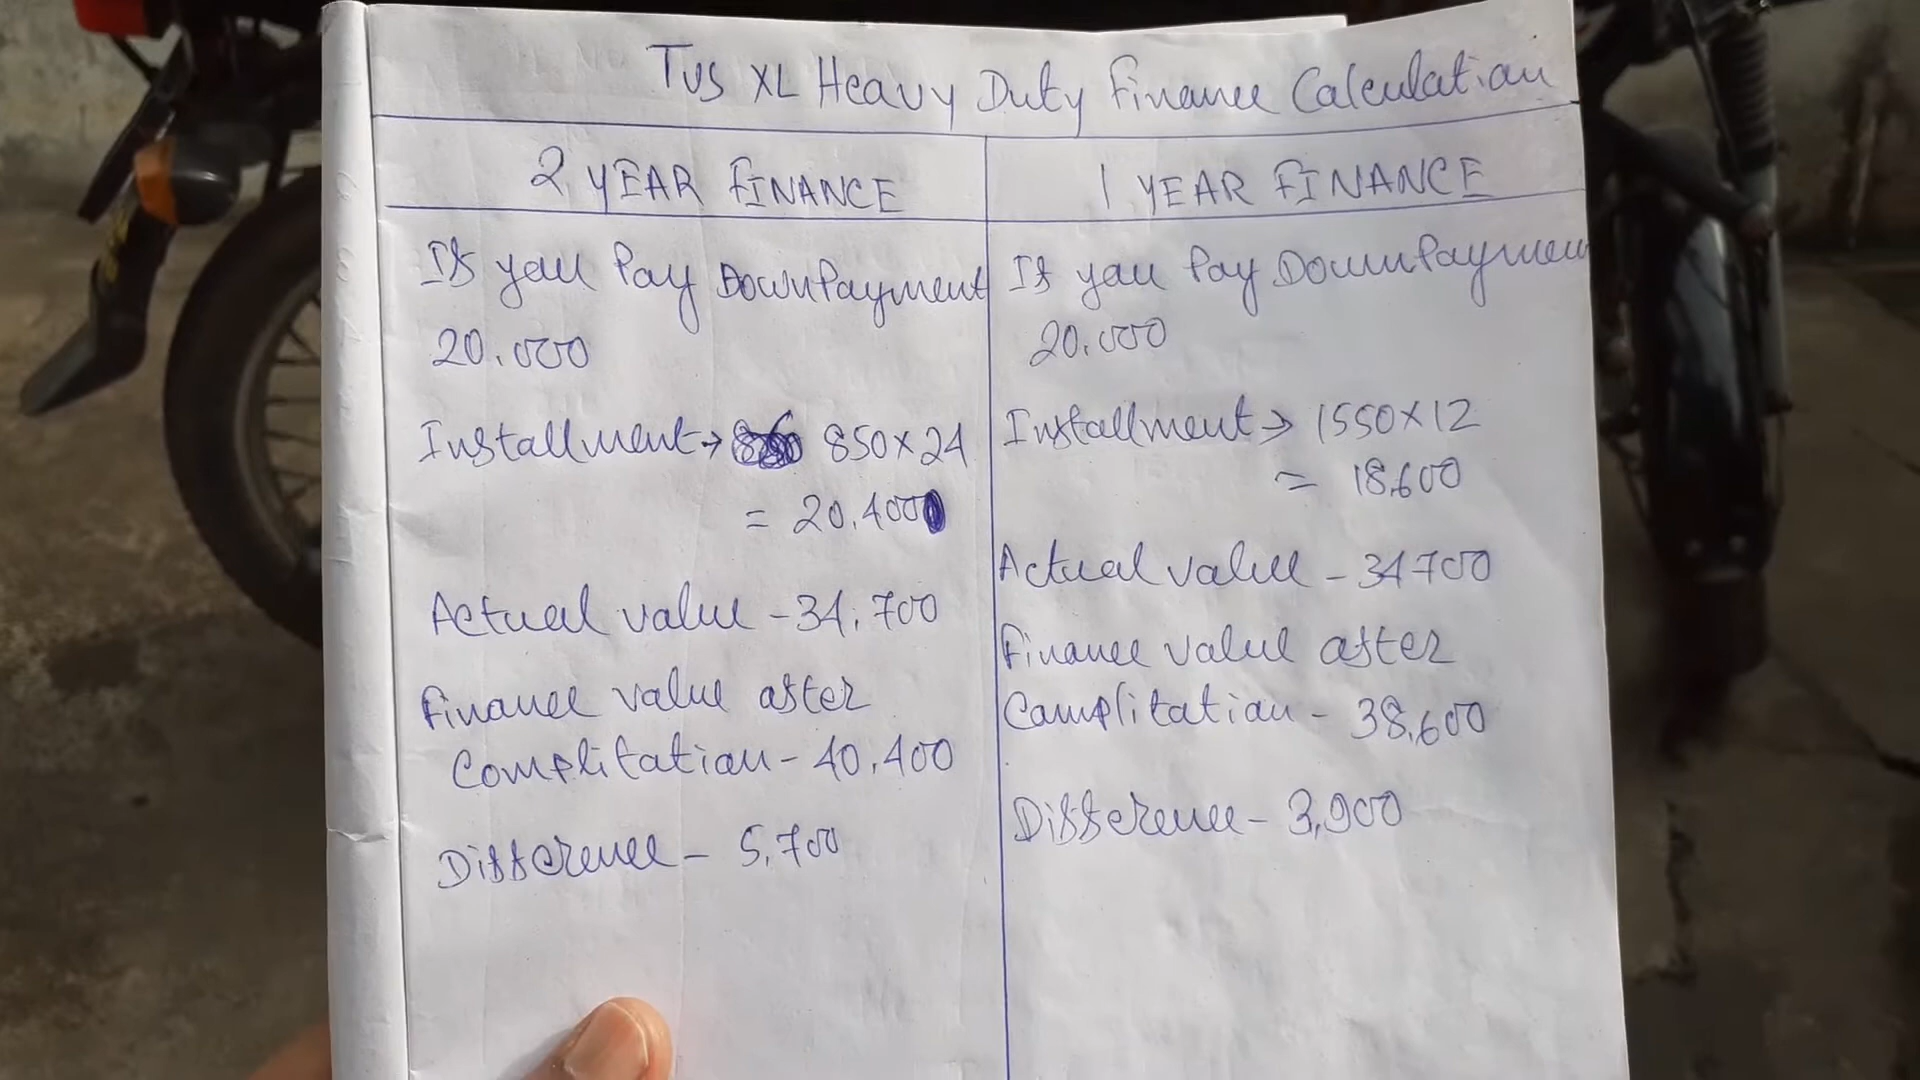 TVS XL Heavy Duty Finance Calculation
2 YEAR FINANCE
If you Pay DownPayment
20.000
Installment → 850×24
= 20.400
Actual value - 34,700
Finance value after
Complitation - 40,400
Difference - 5,700
1 YEAR FINANCE
If you Pay DownPayment
20.000
Installment → 1550×12
= 18,600
Actual value - 34700
Finance value after
Complitation - 38,600
Difference - 3,900